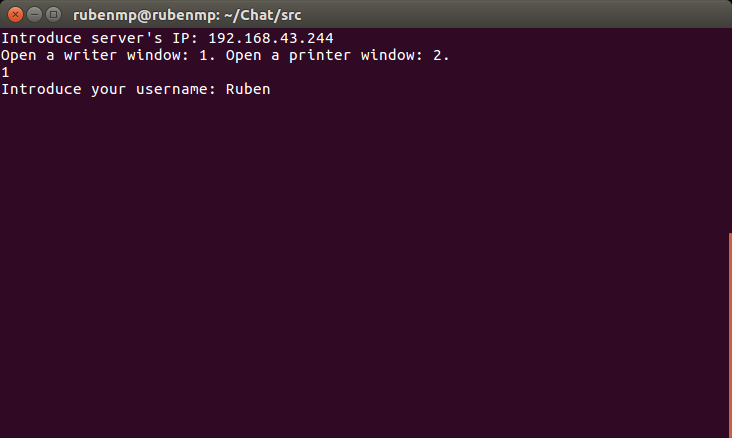 rubenmp@rubenmp: ~/Chat/src
Introduce server's IP: 192.168.43.244
Open a writer window: 1. Open a printer window: 2.
1
Introduce your username: Ruben